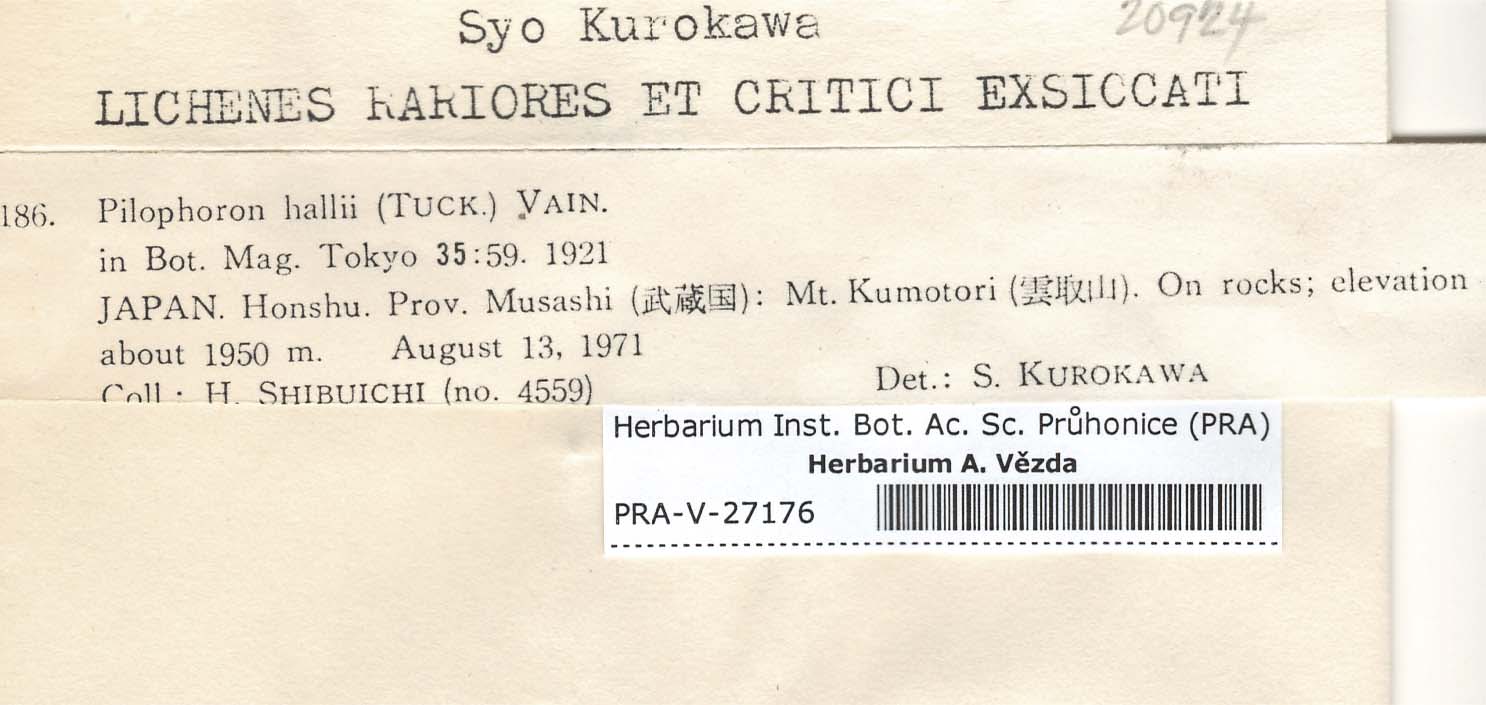 20924
Syo Kurokawa
LICHENES RARIORES ET CRITICI EXSICCATI
186. Pilophoron hallii (TUCK.) VAIN.
in Bot. Mag. Tokyo 35:59. 1921
JAPAN. Honshu. Prov. Musashi (武蔵国): Mt. Kumotori (雲取山). On rocks; elevation
about 1950 m. August 13, 1971
Coll.: H. SHIBUICHI (no. 4559) Det.: S. KUROKAWA
Herbarium Inst. Bot. Ac. Sc. Průhonice (PRA)
Herbarium A. Vězda
PRA-V-27176